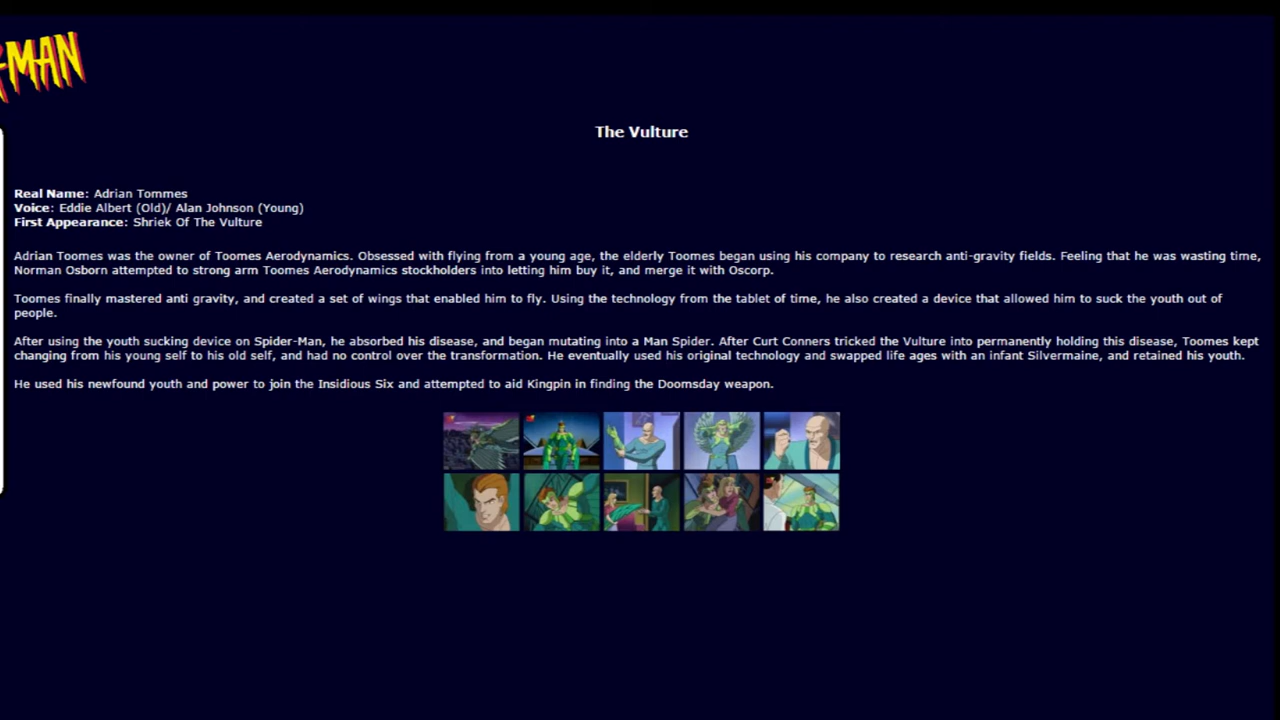 -MAN
The Vulture
Real Name: Adrian Tommes
Voice: Eddie Albert (Old)/ Alan Johnson (Young)
First Appearance: Shriek Of The Vulture
Adrian Toomes was the owner of Toomes Aerodynamics. Obsessed with flying from a young age, the elderly Toomes began using his company to research anti-gravity fields. Feeling that he was wasting time,
Norman Osborn attempted to strong arm Toomes Aerodynamics stockholders into letting him buy it, and merge it with Oscorp.
Toomes finally mastered anti gravity, and created a set of wings that enabled him to fly. Using the technology from the tablet of time, he also created a device that allowed him to suck the youth out of
people.
After using the youth sucking device on Spider-Man, he absorbed his disease, and began mutating into a Man Spider. After Curt Conners tricked the Vulture into permanently holding this disease, Toomes kept
changing from his young self to his old self, and had no control over the transformation. He eventually used his original technology and swapped life ages with an infant Silvermaine, and retained his youth.
He used his newfound youth and power to join the Insidious Six and attempted to aid Kingpin in finding the Doomsday weapon.